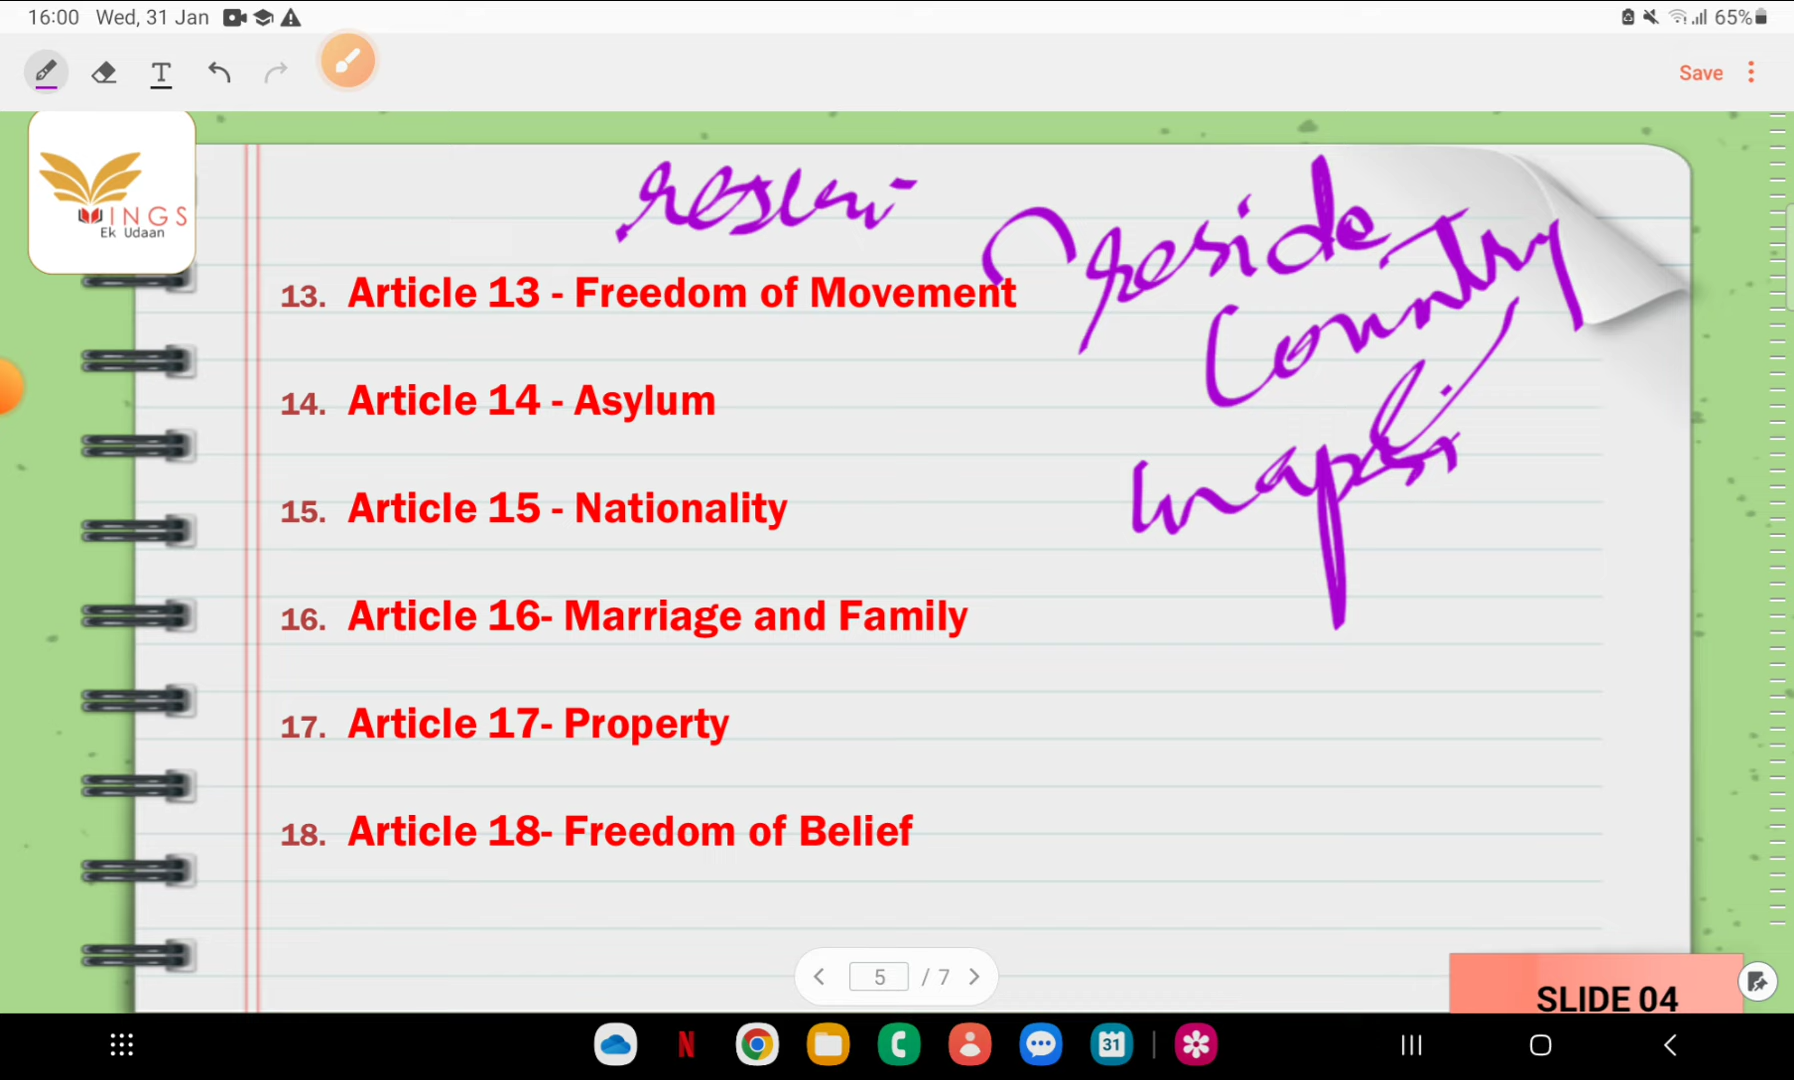 16:00 Wed, 31 Jan
65%
T
Save
WINGS
Ek Udaan
reside
Country
13. Article 13 - Freedom of Movement
14. Article 14 - Asylum
15. Article 15 - Nationality
16. Article 16- Marriage and Family
17. Article 17- Property
18. Article 18- Freedom of Belief
5 / 7
SLIDE 04
31